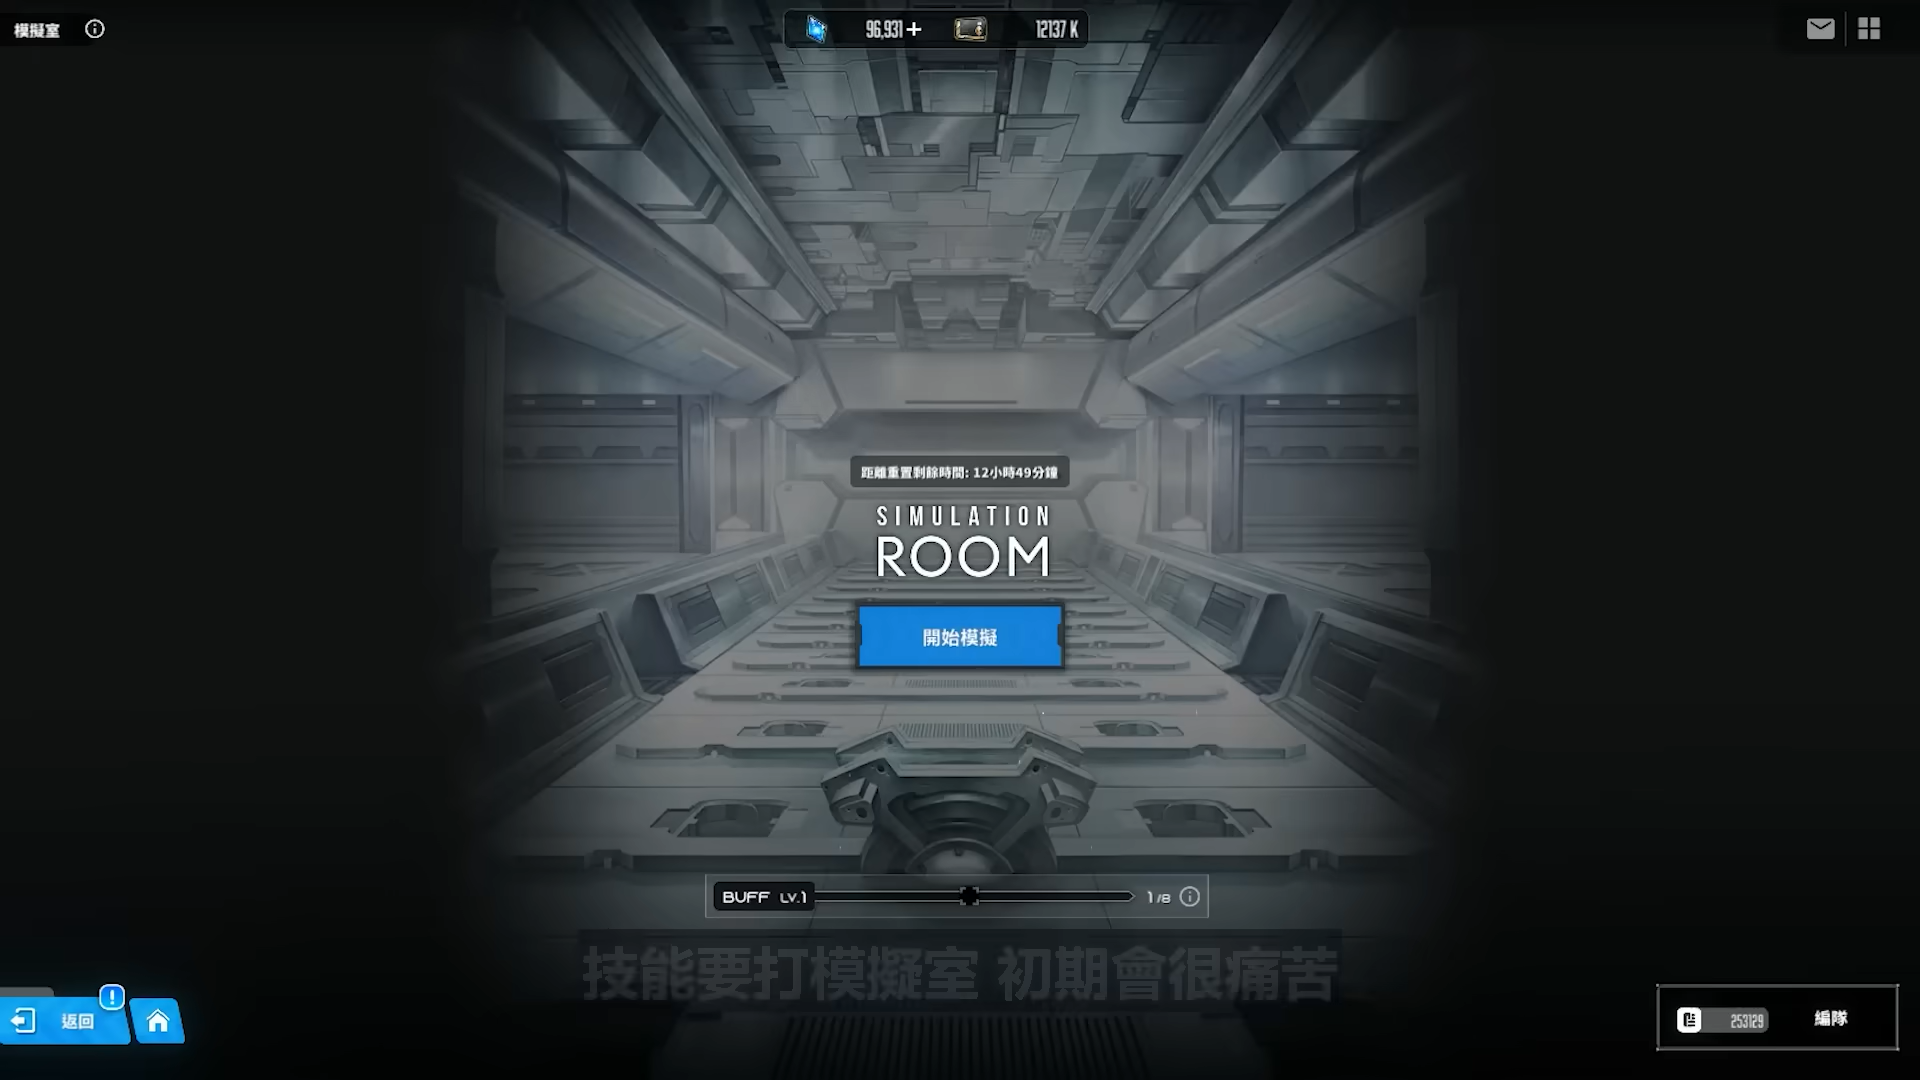 模擬室
96,931
12137 K
距離重置剩餘時間: 12小時49分鐘
SIMULATION
ROOM
開始模擬
BUFF LV.1
1/8
技能要打模擬室 初期會很痛苦
返回
253129
編隊